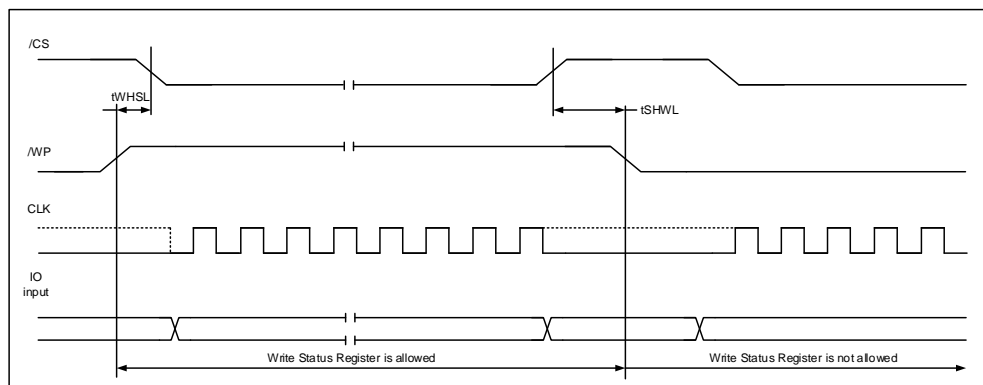 /CS
tWHSL
tSHWL
/WP
CLK
IO
input
Write Status Register is allowed
Write Status Register is not allowed